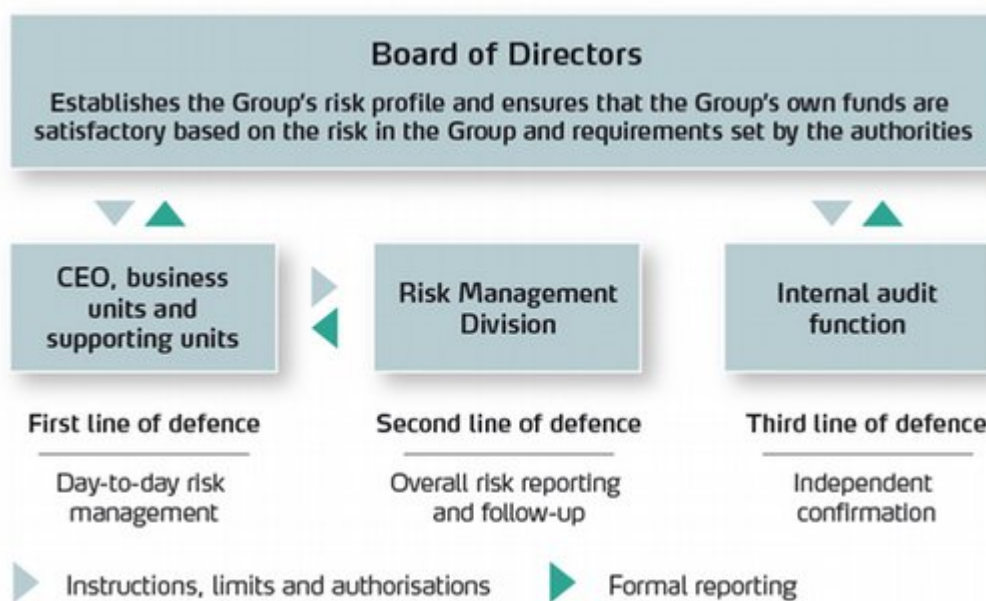 Board of Directors
Establishes the Group's risk profile and ensures that the Group's own funds are
satisfactory based on the risk in the Group and requirements set by the authorities
CEO, business
units and
supporting units
Risk Management
Division
Internal audit
function
First line of defence
Second line of defence
Third line of defence
Day-to-day risk
management
Overall risk reporting
and follow-up
Independent
confirmation
Instructions, limits and authorisations
Formal reporting